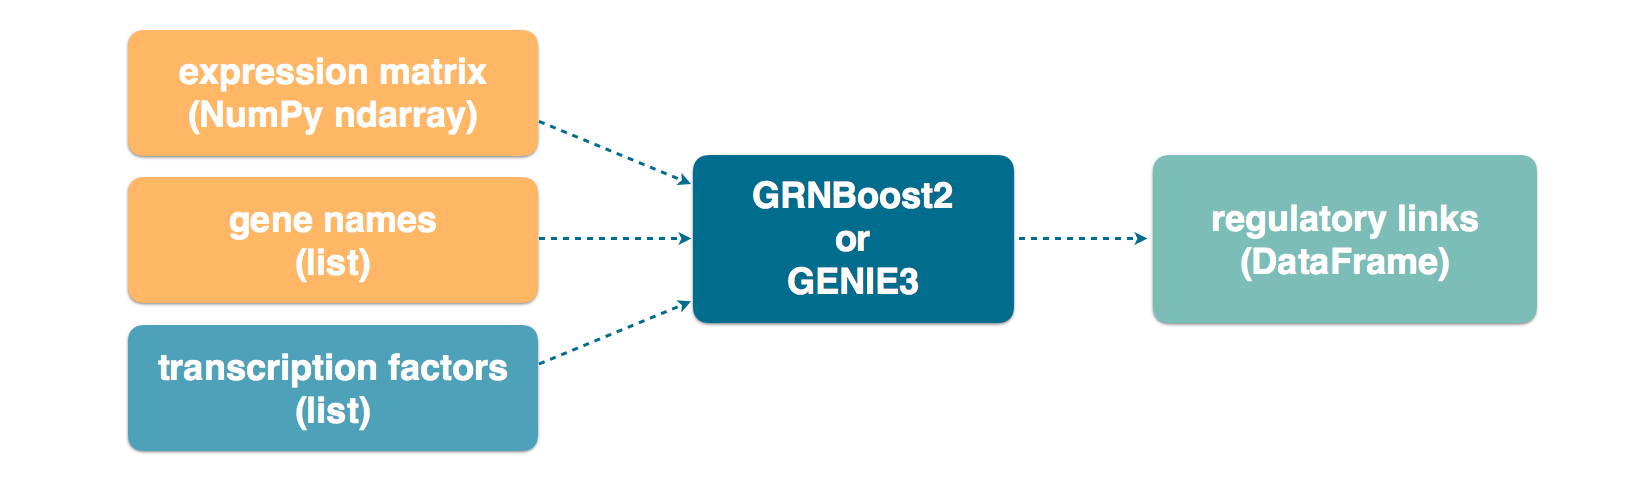 expression matrix
(NumPy ndarray)
gene names
(list)
transcription factors
(list)
GRNBoost2
or
GENIE3
regulatory links
(DataFrame)